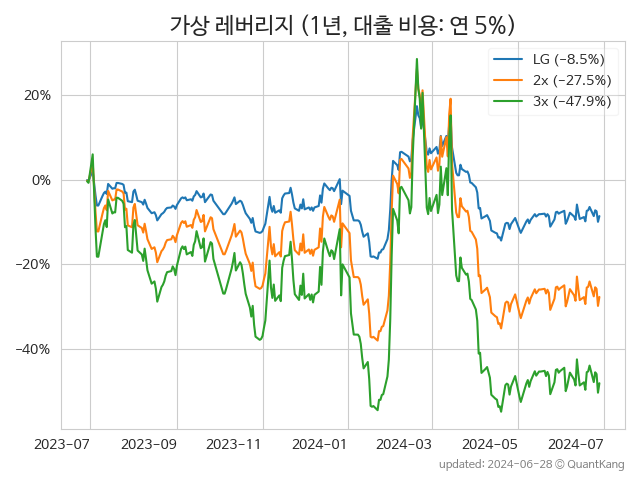 가상 레버리지 (1년, 대출 비용: 연 5%)
LG (−8.5%)
2x (−27.5%)
3x (−47.9%)
20%
0%
−20%
−40%
2023-07 2023-09 2023-11 2024-01 2024-03 2024-05 2024-07
updated: 2024-06-28 © QuantKang